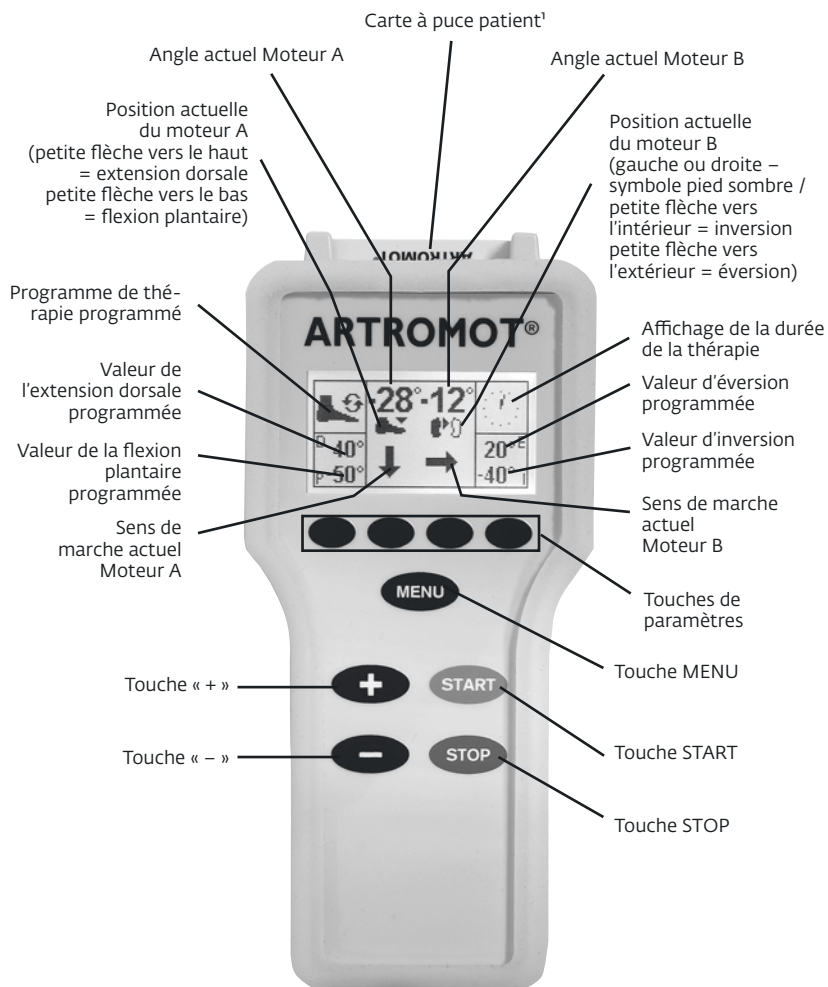 Carte à puce patient¹
Angle actuel Moteur A
Angle actuel Moteur B
Position actuelle
du moteur A
(petite flèche vers le haut
= extension dorsale
petite flèche vers le bas
= flexion plantaire)
Position actuelle
du moteur B
(gauche ou droite –
symbole pied sombre /
petite flèche vers
l'intérieur = inversion
petite flèche vers
l'extérieur = éversion)
ARTROMOT®
Programme de thé-
rapie programmé
ARTROMOT®
Affichage de la durée
de la thérapie
Valeur de
l'extension dorsale
programmée
Valeur d'éversion
programmée
Valeur de la flexion
plantaire
programmée
Valeur d'inversion
programmée
-28° -12°
D 40° 20° E
P 50° -40° I
Sens de
marche actuel
Moteur A
Sens de marche
actuel
Moteur B
Touches de
paramètres
MENU
Touche MENU
Touche « + »
+ START
Touche START
Touche « – »
– STOP
Touche STOP